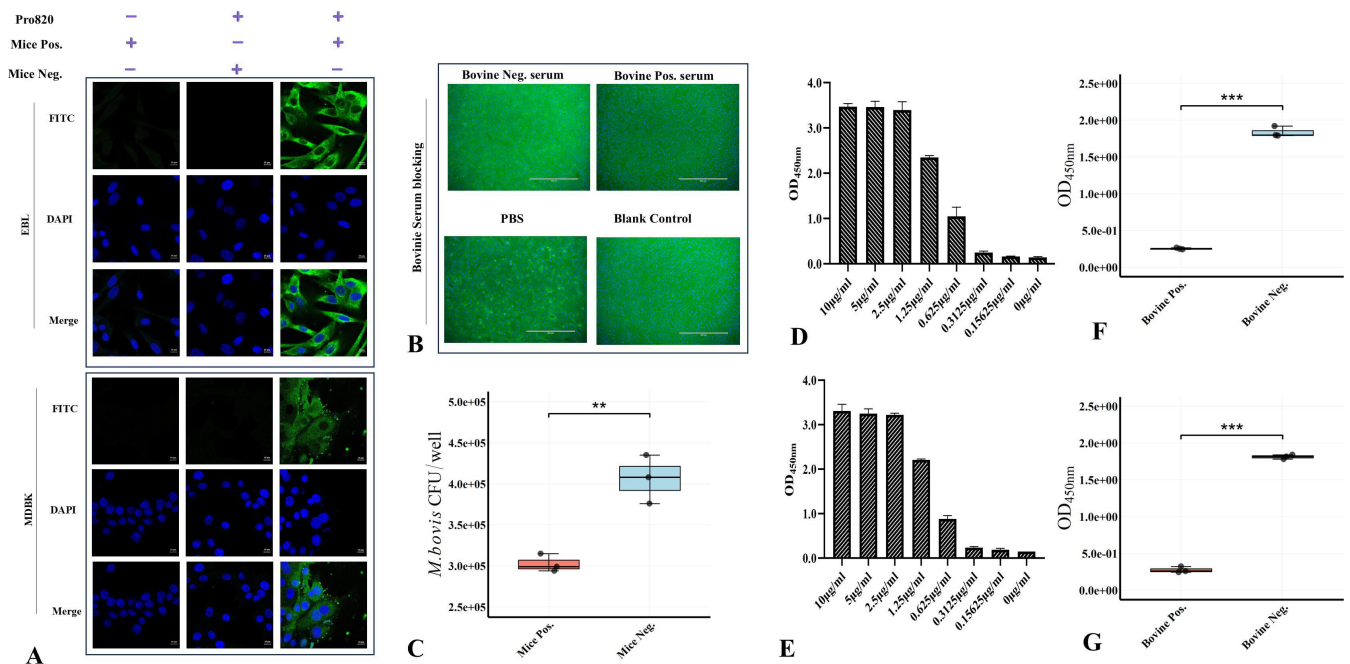 Pro820 − + +
Mice Pos. + − +
Mice Neg. − + −
EBL
FITC
DAPI
Merge
MDBK
FITC
DAPI
Merge
A
Bovinie Serum blocking
Bovine Neg. serum
Bovine Pos. serum
PBS
Blank Control
B
M.bovis CFU/well
5.0e+05
4.5e+05
4.0e+05
3.5e+05
3.0e+05
2.5e+05
**
Mice Pos.
Mice Neg.
C
OD450nm
4.0
3.0
2.0
1.0
0.0
10μg/ml
5μg/ml
2.5μg/ml
1.25μg/ml
0.625μg/ml
0.3125μg/ml
0.15625μg/ml
0μg/ml
D
OD450nm
4.0
3.0
2.0
1.0
0.0
10μg/ml
5μg/ml
2.5μg/ml
1.25μg/ml
0.625μg/ml
0.3125μg/ml
0.15625μg/ml
0μg/ml
E
OD450nm
2.5e+00
2.0e+00
1.5e+00
1.0e+00
5.0e-01
0.0e+00
***
Bovine Pos.
Bovine Neg.
F
OD450nm
2.5e+00
2.0e+00
1.5e+00
1.0e+00
5.0e-01
0.0e+00
***
Bovine Pos.
Bovine Neg.
G